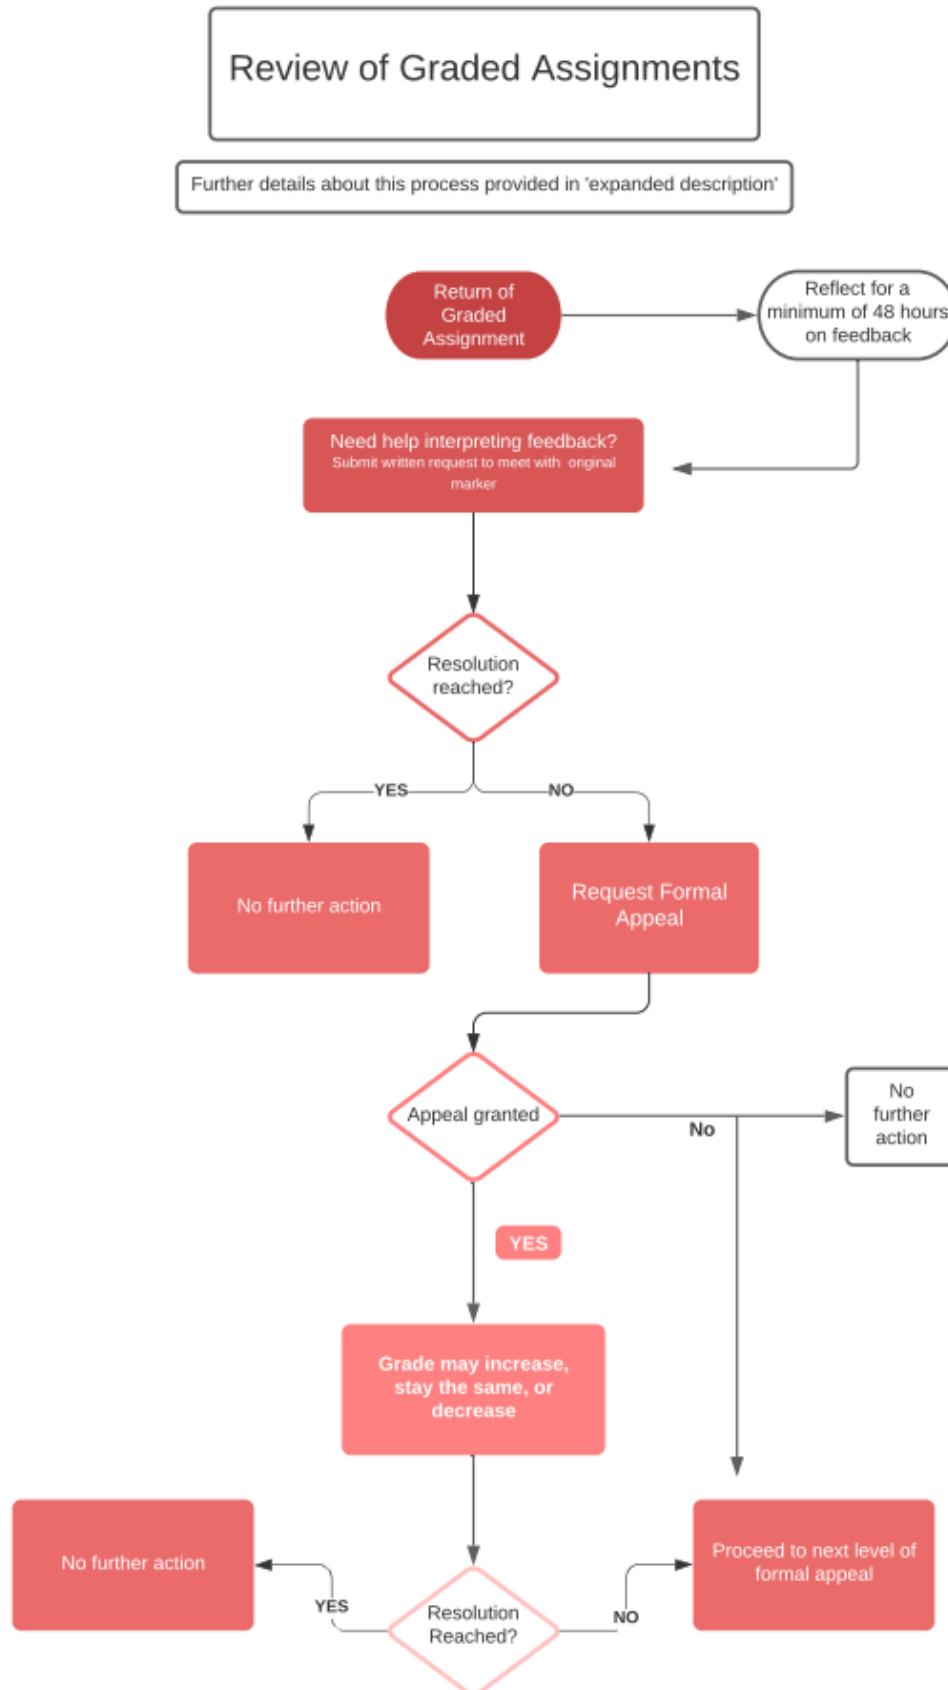 Review of Graded Assignments
Further details about this process provided in 'expanded description'
Return of
Graded
Assignment
Reflect for a
minimum of 48 hours
on feedback
Need help interpreting feedback?
Submit written request to meet with original
marker
Resolution
reached?
YES
NO
No further action
Request Formal
Appeal
Appeal granted
No
No
further
action
YES
Grade may increase,
stay the same, or
decrease
No further action
Proceed to next level of
formal appeal
YES
Resolution
Reached?
NO